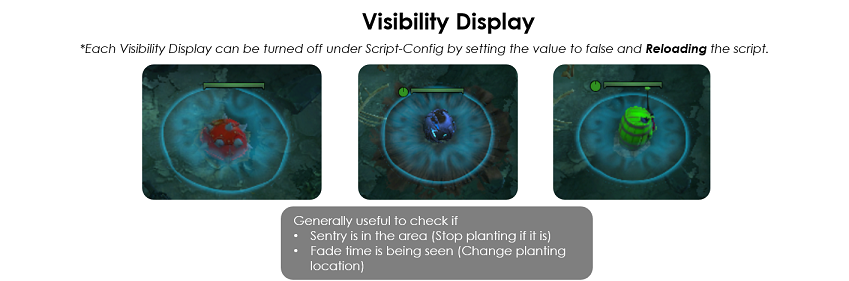 Visibility Display
*Each Visibility Display can be turned off under Script-Config by setting the value to false and Reloading the script.
Generally useful to check if
• Sentry is in the area (Stop planting if it is)
• Fade time is being seen (Change planting
location)